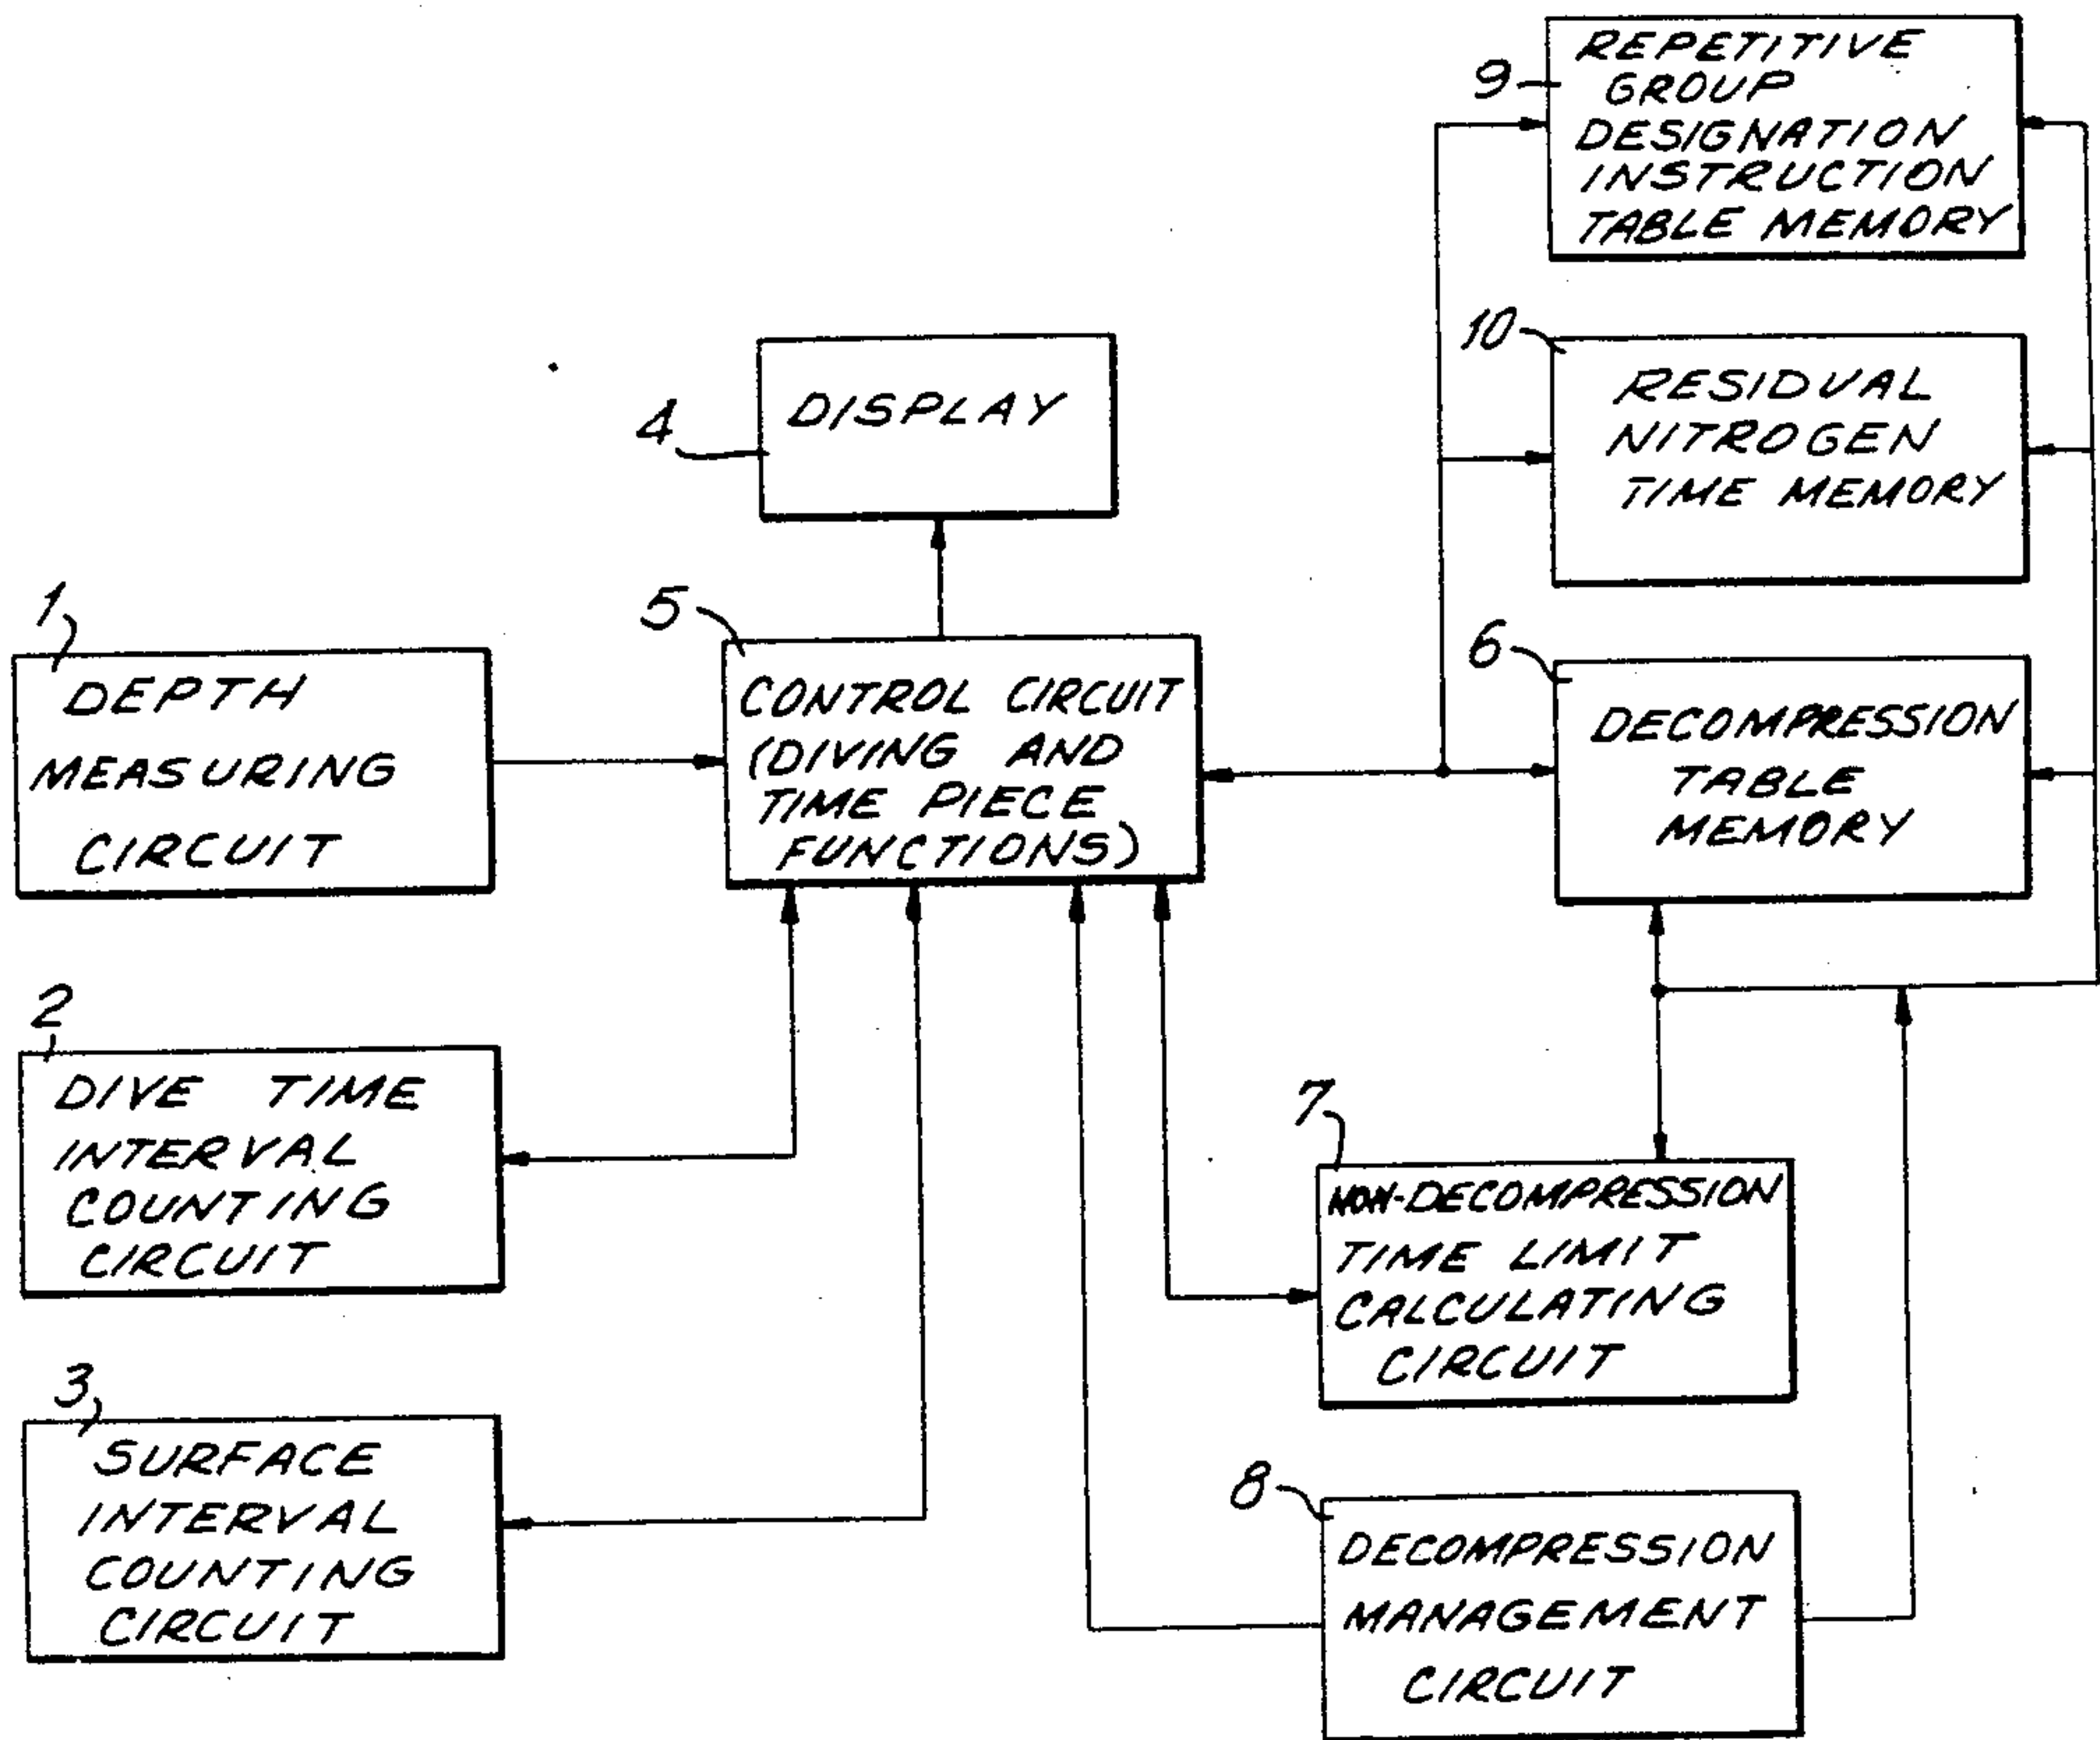 9
REPETITIVE
GROUP
DESIGNATION
INSTRUCTION
TABLE MEMORY
10
RESIDUAL
NITROGEN
TIME MEMORY
4
DISPLAY
1
DEPTH
MEASURING
CIRCUIT
5
CONTROL CIRCUIT
(DIVING AND
TIME PIECE
FUNCTIONS)
6
DECOMPRESSION
TABLE
MEMORY
2
DIVE TIME
INTERVAL
COUNTING
CIRCUIT
7
NON-DECOMPRESSION
TIME LIMIT
CALCULATING
CIRCUIT
3
SURFACE
INTERVAL
COUNTING
CIRCUIT
8
DECOMPRESSION
MANAGEMENT
CIRCUIT